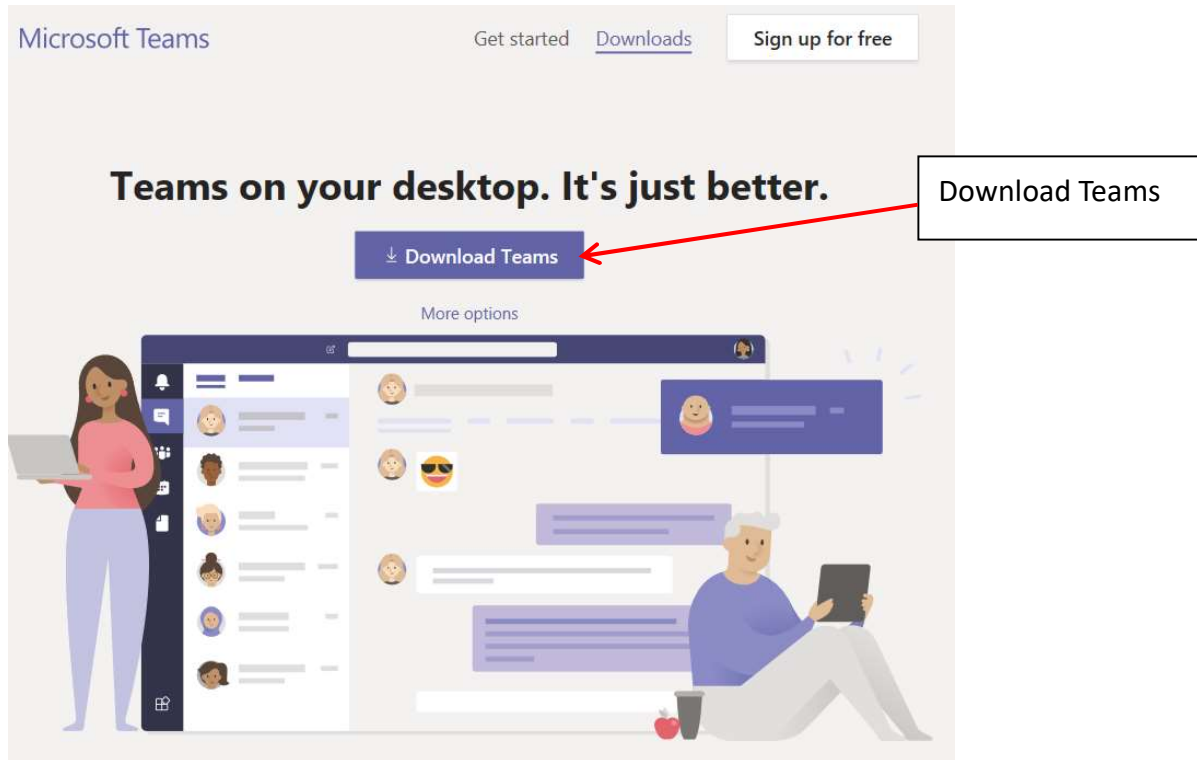 Microsoft Teams
Get started Downloads Sign up for free
Teams on your desktop. It's just better.
Download Teams
Download Teams
More options